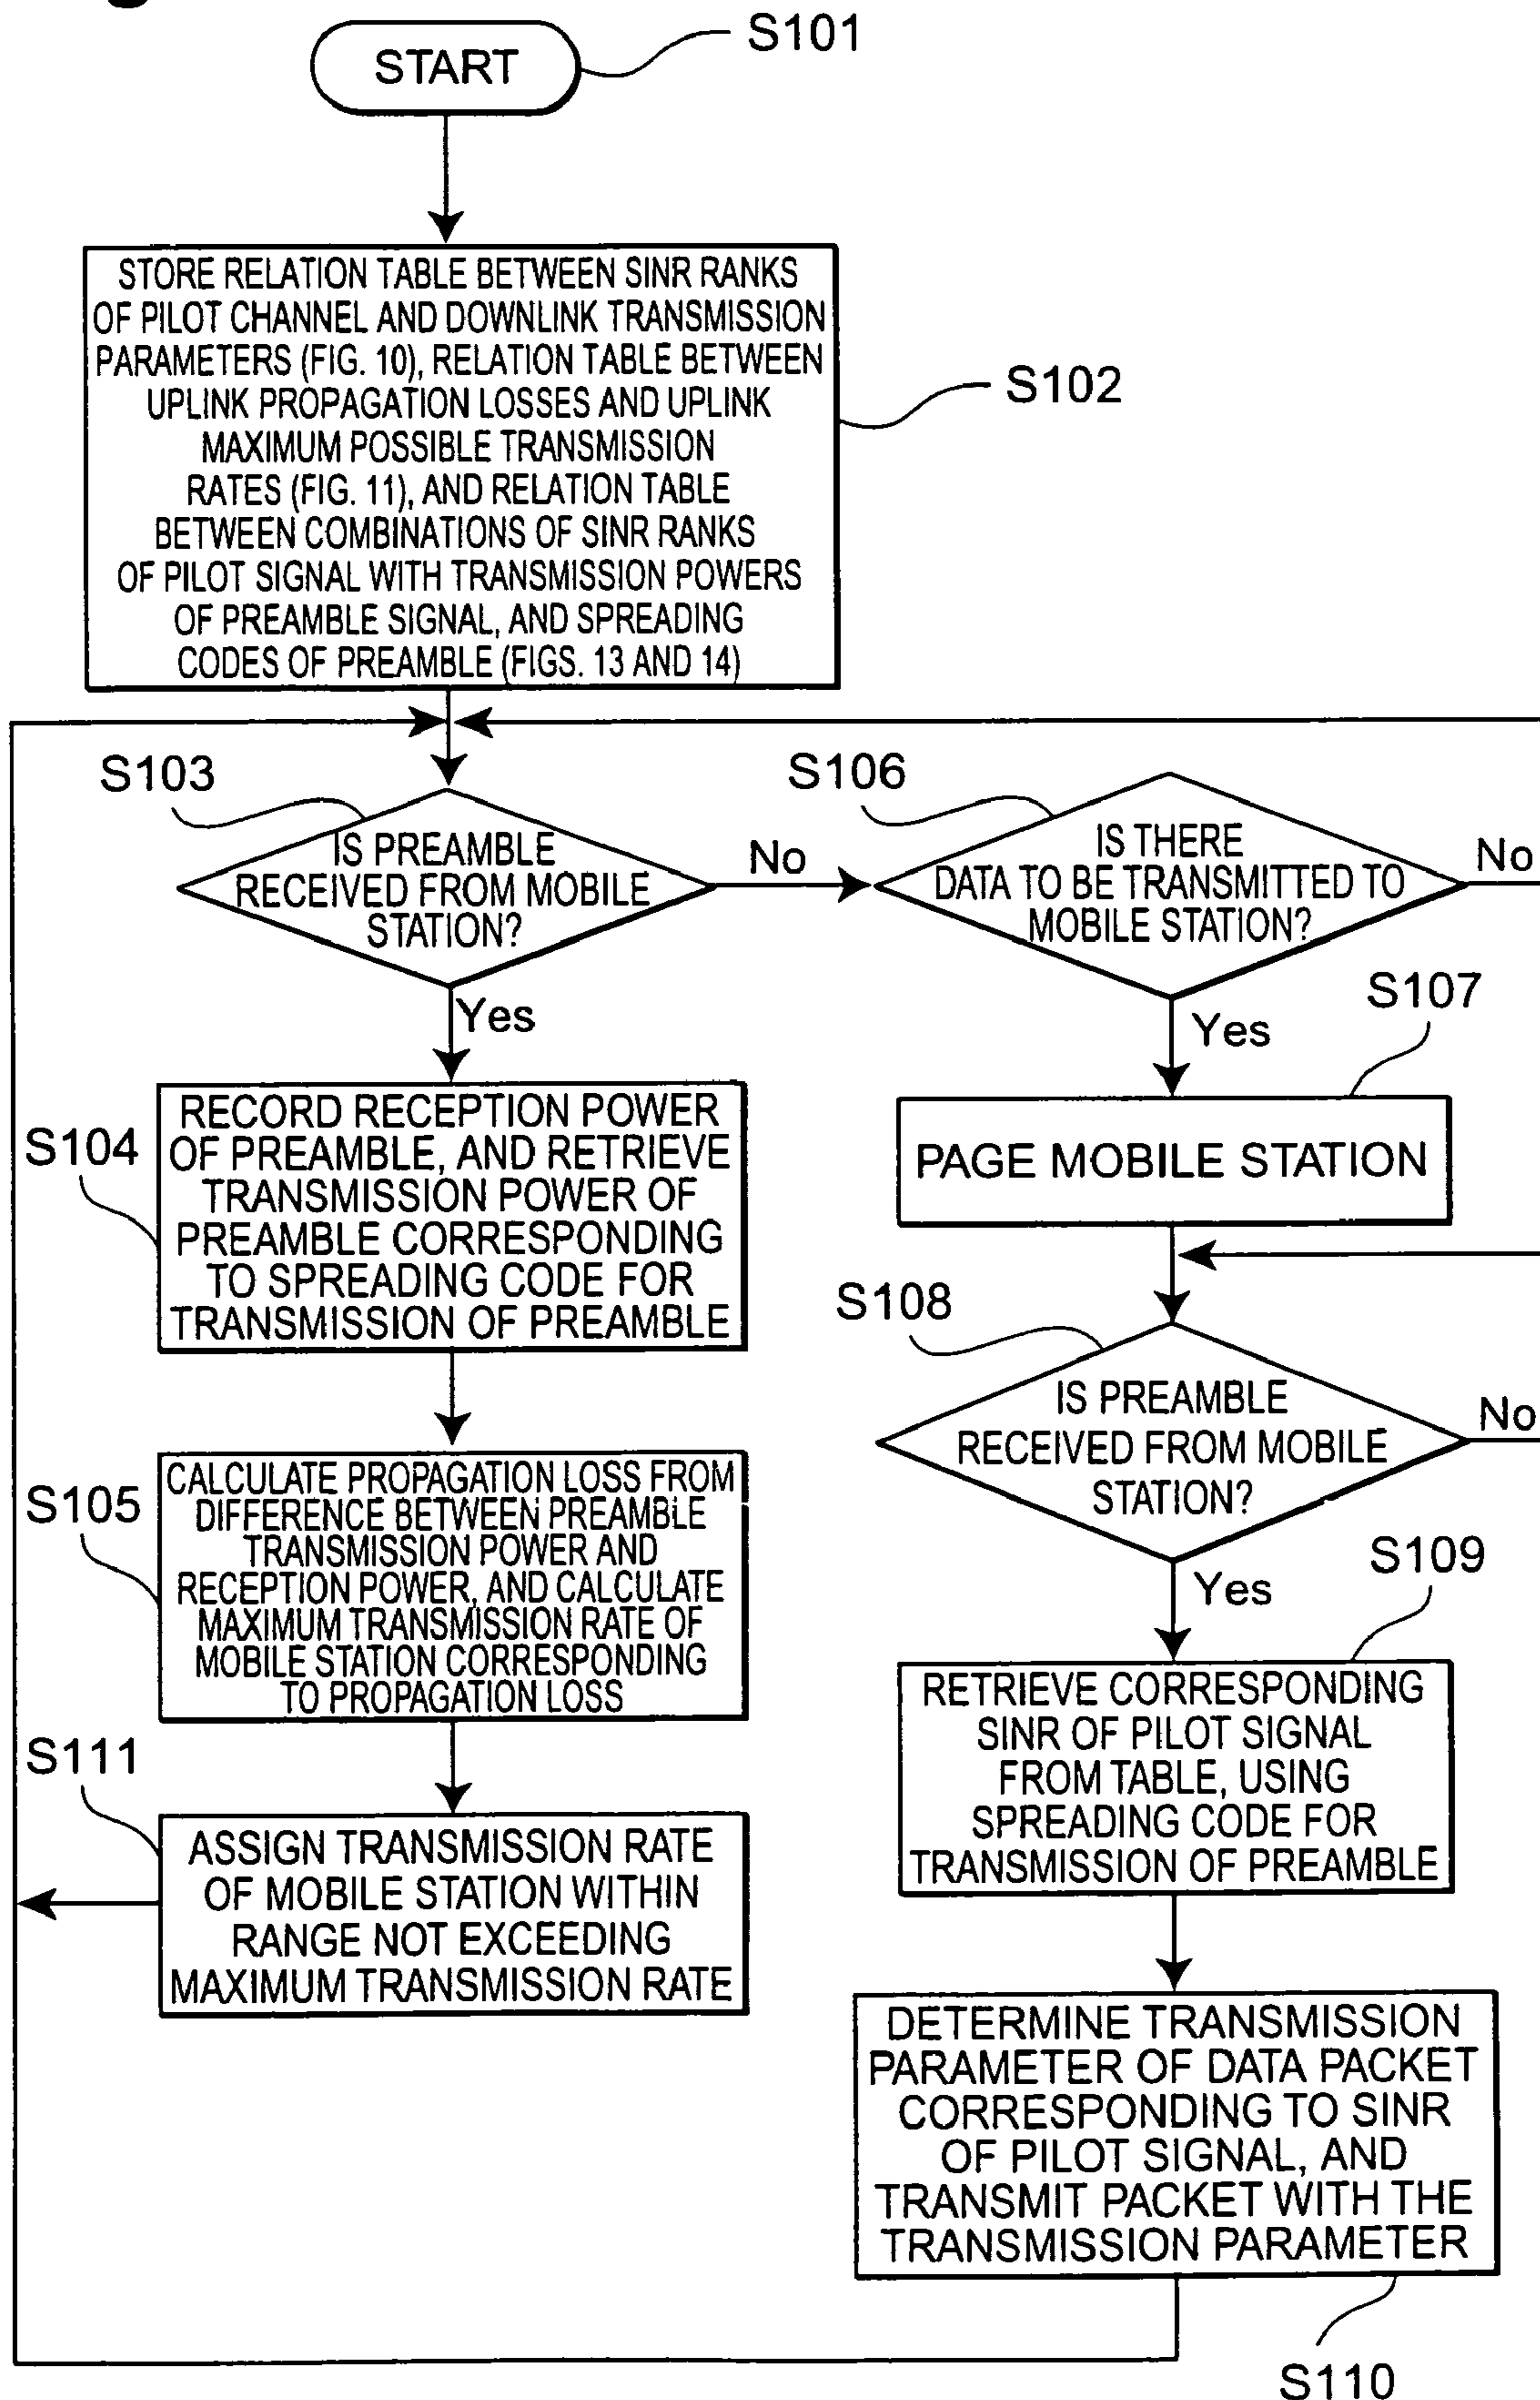 START
S101
STORE RELATION TABLE BETWEEN SINR RANKS
OF PILOT CHANNEL AND DOWNLINK TRANSMISSION
PARAMETERS (FIG. 10), RELATION TABLE BETWEEN
UPLINK PROPAGATION LOSSES AND UPLINK
MAXIMUM POSSIBLE TRANSMISSION
RATES (FIG. 11), AND RELATION TABLE
BETWEEN COMBINATIONS OF SINR RANKS
OF PILOT SIGNAL WITH TRANSMISSION POWERS
OF PREAMBLE SIGNAL, AND SPREADING
CODES OF PREAMBLE (FIGS. 13 AND 14)
S102
S103
IS PREAMBLE
RECEIVED FROM MOBILE
STATION?
No
Yes
S104
RECORD RECEPTION POWER
OF PREAMBLE, AND RETRIEVE
TRANSMISSION POWER OF
PREAMBLE CORRESPONDING
TO SPREADING CODE FOR
TRANSMISSION OF PREAMBLE
S105
CALCULATE PROPAGATION LOSS FROM
DIFFERENCE BETWEEN PREAMBLE
TRANSMISSION POWER AND
RECEPTION POWER, AND CALCULATE
MAXIMUM TRANSMISSION RATE OF
MOBILE STATION CORRESPONDING
TO PROPAGATION LOSS
S111
ASSIGN TRANSMISSION RATE
OF MOBILE STATION WITHIN
RANGE NOT EXCEEDING
MAXIMUM TRANSMISSION RATE
S106
IS THERE
DATA TO BE TRANSMITTED TO
MOBILE STATION?
No
Yes
S107
PAGE MOBILE STATION
S108
IS PREAMBLE
RECEIVED FROM MOBILE
STATION?
No
Yes
S109
RETRIEVE CORRESPONDING
SINR OF PILOT SIGNAL
FROM TABLE, USING
SPREADING CODE FOR
TRANSMISSION OF PREAMBLE
DETERMINE TRANSMISSION
PARAMETER OF DATA PACKET
CORRESPONDING TO SINR
OF PILOT SIGNAL, AND
TRANSMIT PACKET WITH THE
TRANSMISSION PARAMETER
S110